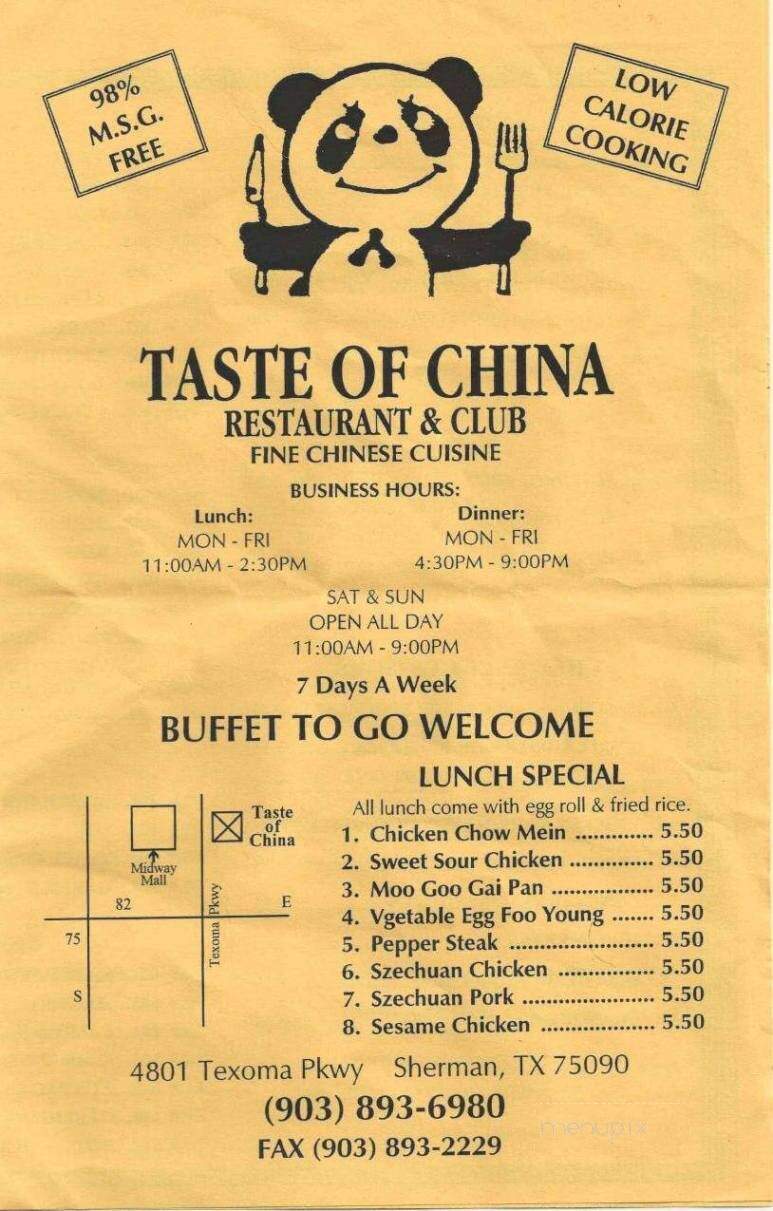 98%
M.S.G.
FREE
LOW
CALORIE
COOKING
TASTE OF CHINA
RESTAURANT & CLUB
FINE CHINESE CUISINE
BUSINESS HOURS:
Lunch:
MON - FRI
11:00AM - 2:30PM
Dinner:
MON - FRI
4:30PM - 9:00PM
SAT & SUN
OPEN ALL DAY
11:00AM - 9:00PM
7 Days A Week
BUFFET TO GO WELCOME
Taste
of
China
Midway
Mall
82
E
Texoma Pkwy
75
S
LUNCH SPECIAL
All lunch come with egg roll & fried rice.
1. Chicken Chow Mein ............. 5.50
2. Sweet Sour Chicken .............. 5.50
3. Moo Goo Gai Pan ................. 5.50
4. Vgetable Egg Foo Young ....... 5.50
5. Pepper Steak ........................ 5.50
6. Szechuan Chicken ................ 5.50
7. Szechuan Pork ...................... 5.50
8. Sesame Chicken ................... 5.50
4801 Texoma Pkwy Sherman, TX 75090
(903) 893-6980
FAX (903) 893-2229
menupix